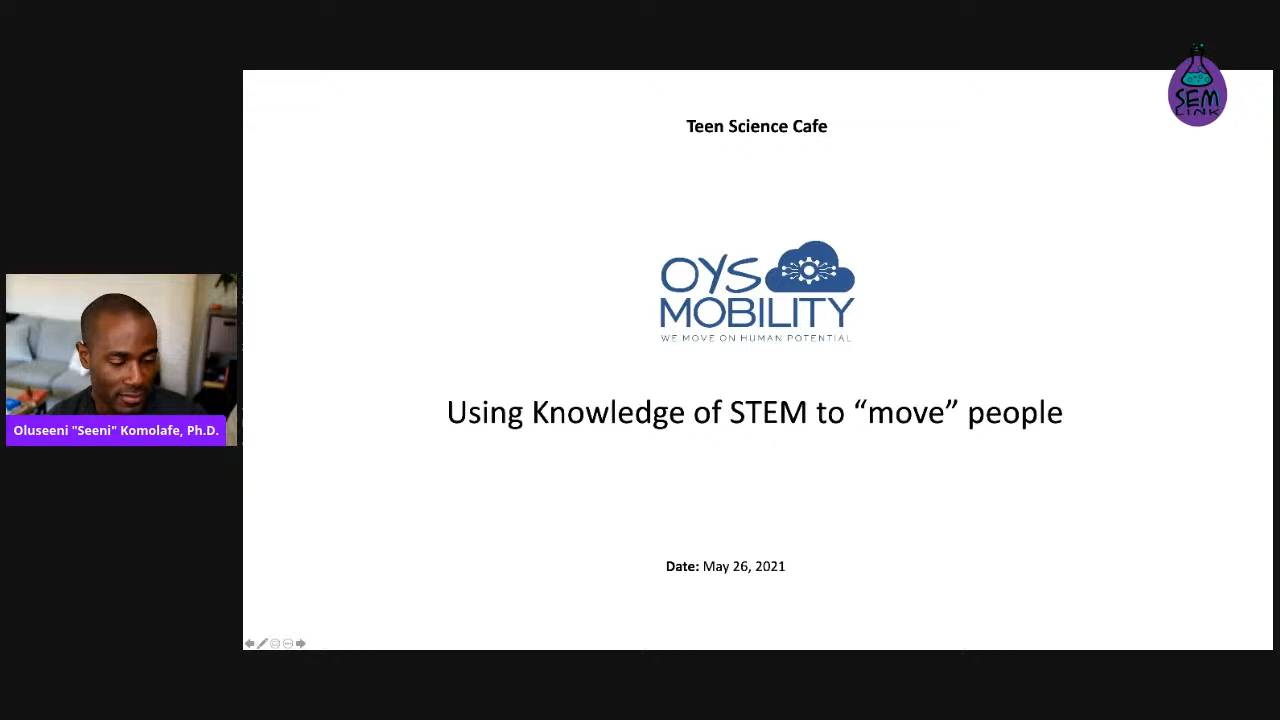 SEM
LINK
Teen Science Cafe
OYS
MOBILITY
WE MOVE ON HUMAN POTENTIAL
Using Knowledge of STEM to “move” people
Oluseeni "Seeni" Komolafe, Ph.D.
Date: May 26, 2021